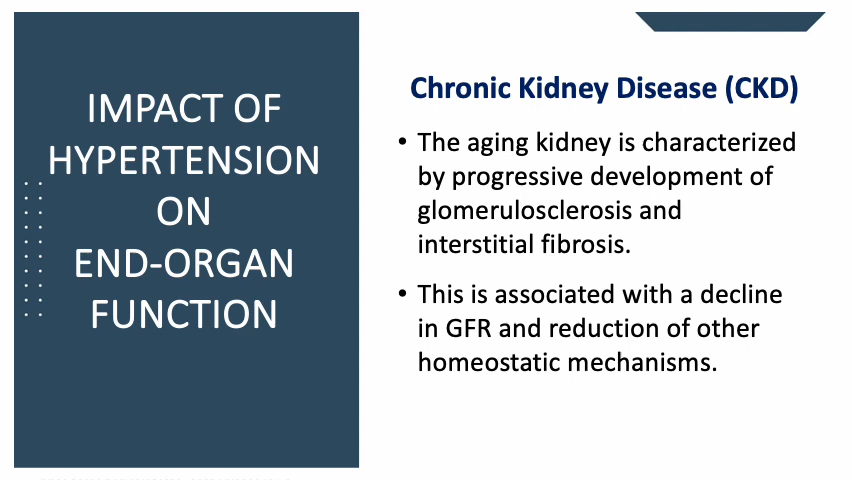 IMPACT OF
HYPERTENSION
ON
END-ORGAN
FUNCTION
Chronic Kidney Disease (CKD)
• The aging kidney is characterized
by progressive development of
glomerulosclerosis and
interstitial fibrosis.
• This is associated with a decline
in GFR and reduction of other
homeostatic mechanisms.